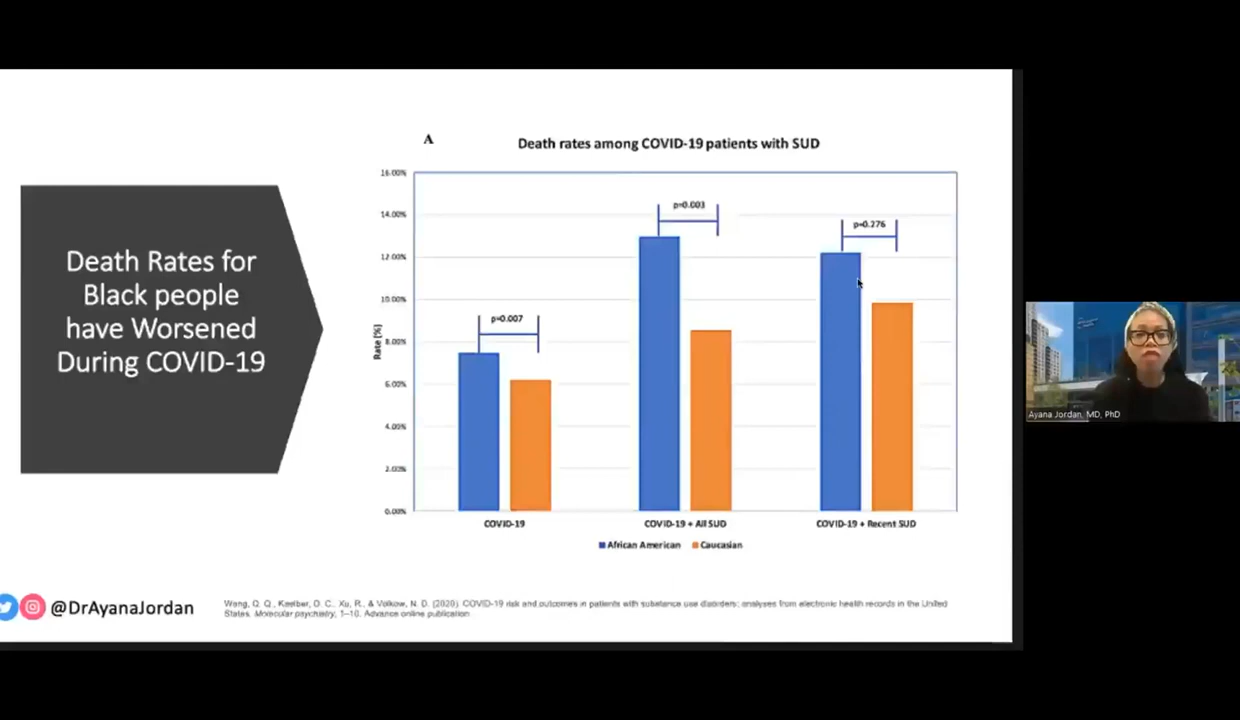 Death Rates for
Black people
have Worsened
During COVID-19
A
Death rates among COVID-19 patients with SUD
Rate (%)
16.00%
14.00%
12.00%
10.00%
8.00%
6.00%
4.00%
2.00%
0.00%
p=0.007
p=0.003
p=0.276
COVID-19
COVID-19 + All SUD
COVID-19 + Recent SUD
African American
Caucasian
@DrAyanaJordan
Wang, Q. Q., Kaelber, D. C., Xu, R., & Volkow, N. D. (2020). COVID-19 risk and outcomes in patients with substance use disorders: analyses from electronic health records in the United
States. Molecular psychiatry, 1–10. Advance online publication
Ayana Jordan, MD, PhD